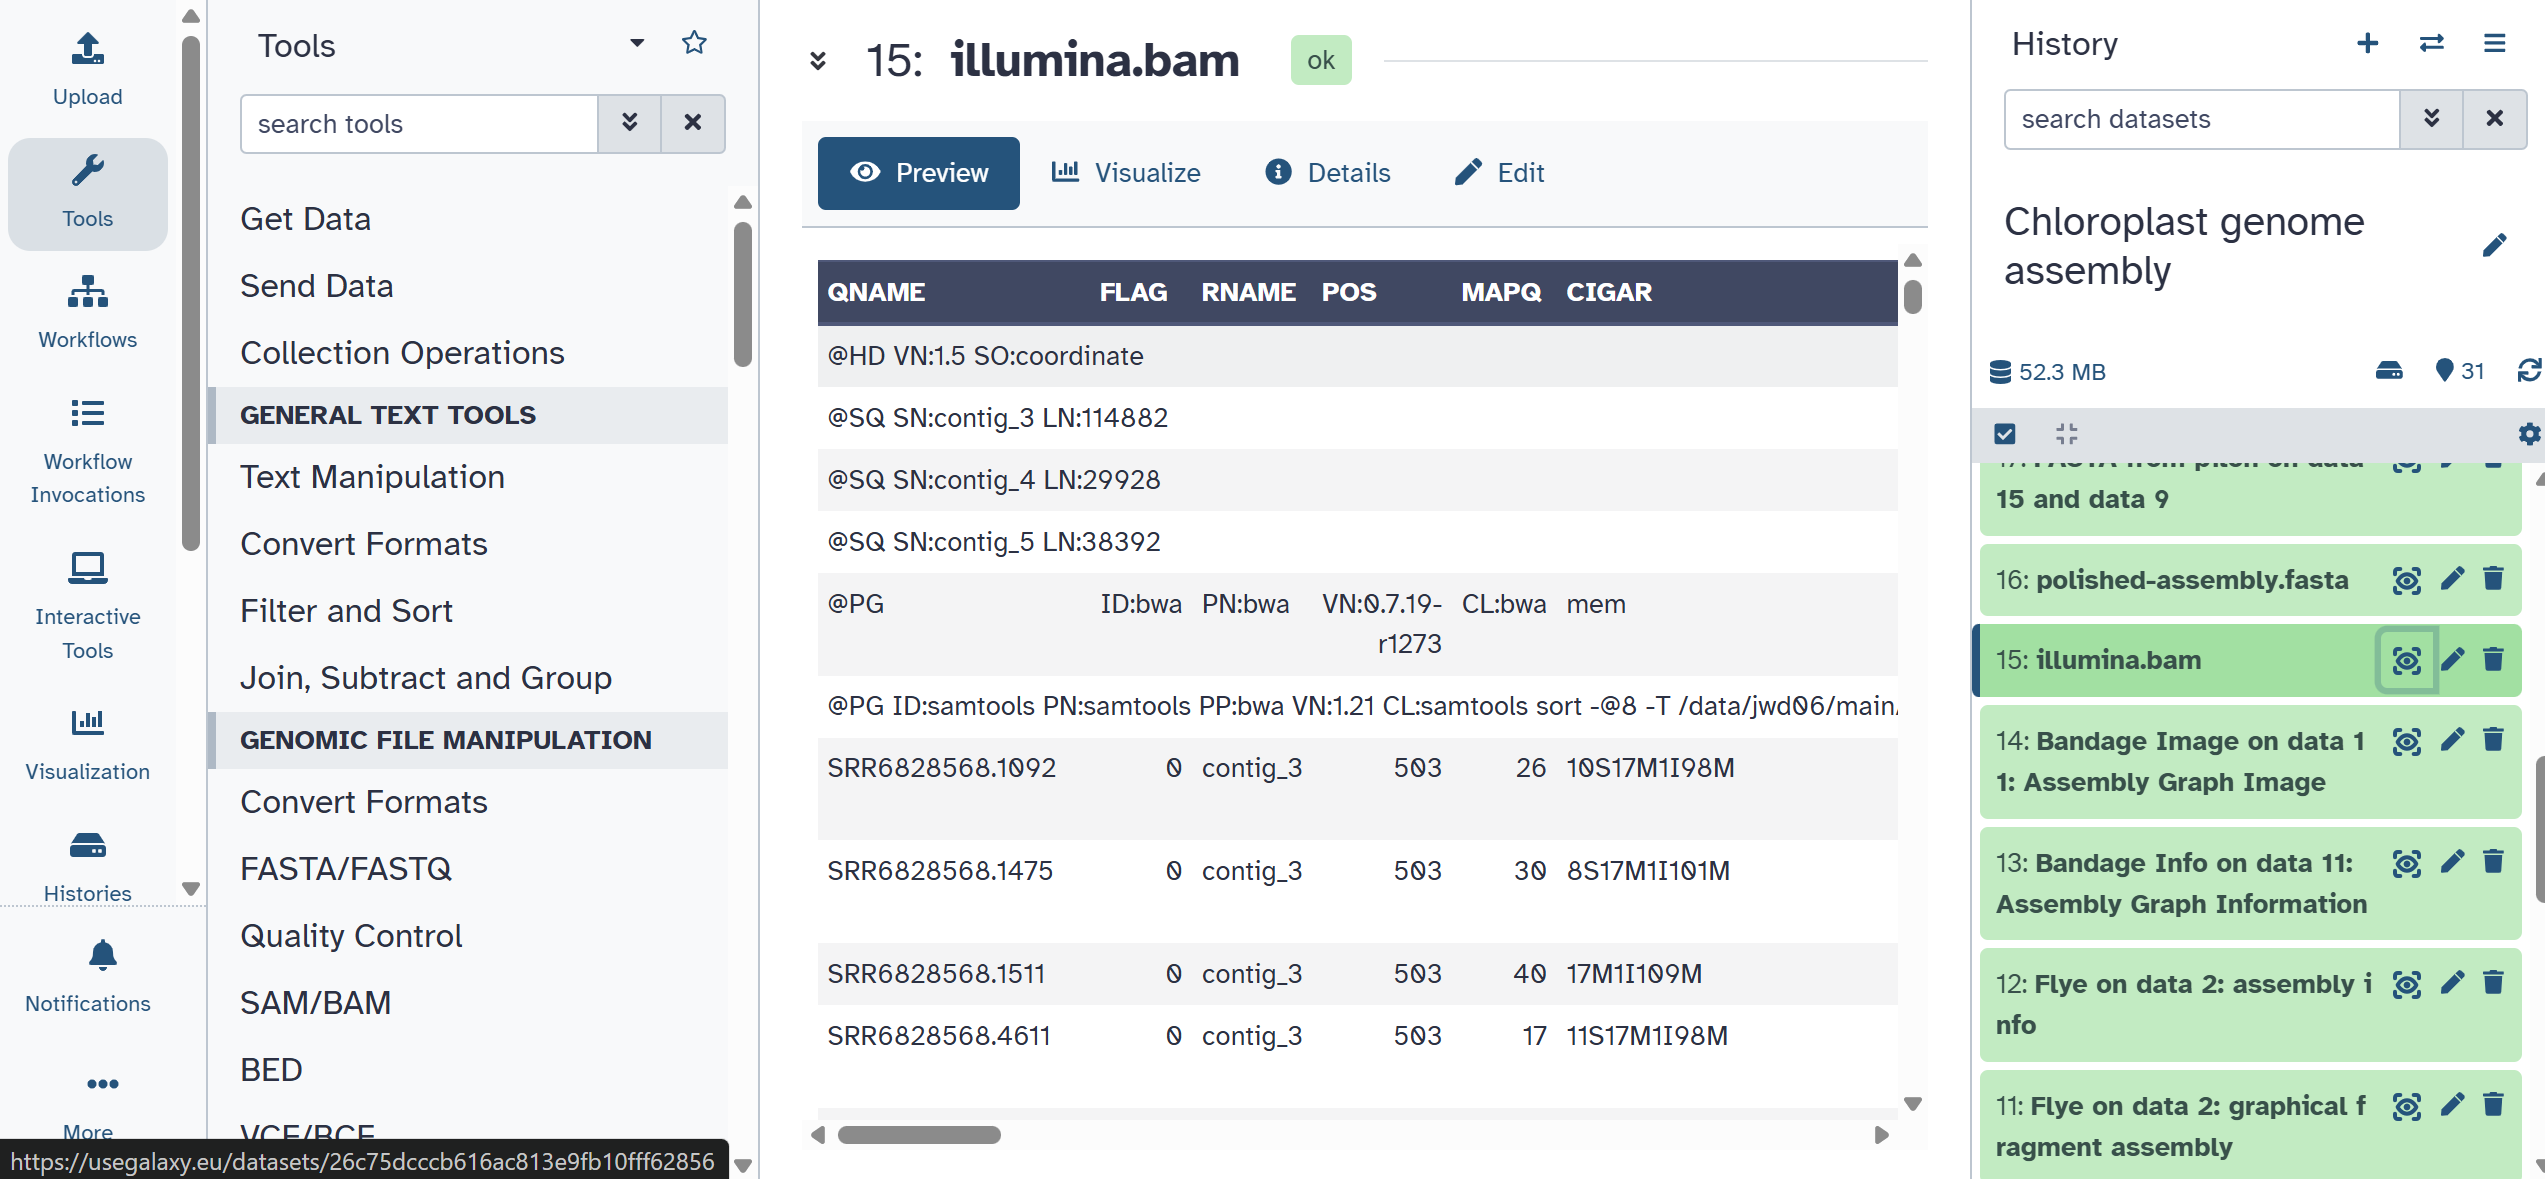 Upload
Tools
Workflows
Workflow
Invocations
Interactive
Tools
Visualization
Histories
Notifications
More
Tools
search tools
Get Data
Send Data
Collection Operations
GENERAL TEXT TOOLS
Text Manipulation
Convert Formats
Filter and Sort
Join, Subtract and Group
GENOMIC FILE MANIPULATION
Convert Formats
FASTA/FASTQ
Quality Control
SAM/BAM
BED
VCF/BCF
https://usegalaxy.eu/datasets/26c75dcccb616ac813e9fb10fff62856
15: illumina.bam ok
Preview Visualize Details Edit
QNAME FLAG RNAME POS MAPQ CIGAR
@HD VN:1.5 SO:coordinate
@SQ SN:contig_3 LN:114882
@SQ SN:contig_4 LN:29928
@SQ SN:contig_5 LN:38392
@PG ID:bwa PN:bwa VN:0.7.19- CL:bwa mem
r1273
@PG ID:samtools PN:samtools PP:bwa VN:1.21 CL:samtools sort -@8 -T /data/jwd06/main/
SRR6828568.1092 0 contig_3 503 26 10S17M1I98M
SRR6828568.1475 0 contig_3 503 30 8S17M1I101M
SRR6828568.1511 0 contig_3 503 40 17M1I109M
SRR6828568.4611 0 contig_3 503 17 11S17M1I98M
History
search datasets
Chloroplast genome
assembly
52.3 MB 31
17: FASTA from pilon on data
15 and data 9
16: polished-assembly.fasta
15: illumina.bam
14: Bandage Image on data 1
1: Assembly Graph Image
13: Bandage Info on data 11:
Assembly Graph Information
12: Flye on data 2: assembly i
nfo
11: Flye on data 2: graphical f
ragment assembly